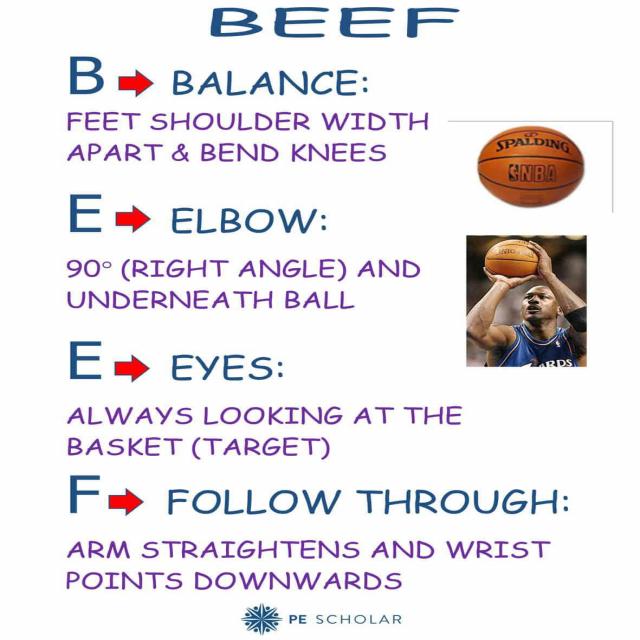 BEEF
B BALANCE:
FEET SHOULDER WIDTH
APART & BEND KNEES
SPALDING
NBA
E ELBOW:
90° (RIGHT ANGLE) AND
UNDERNEATH BALL
ARDS
E EYES:
ALWAYS LOOKING AT THE
BASKET (TARGET)
F FOLLOW THROUGH:
ARM STRAIGHTENS AND WRIST
POINTS DOWNWARDS
PE SCHOLAR